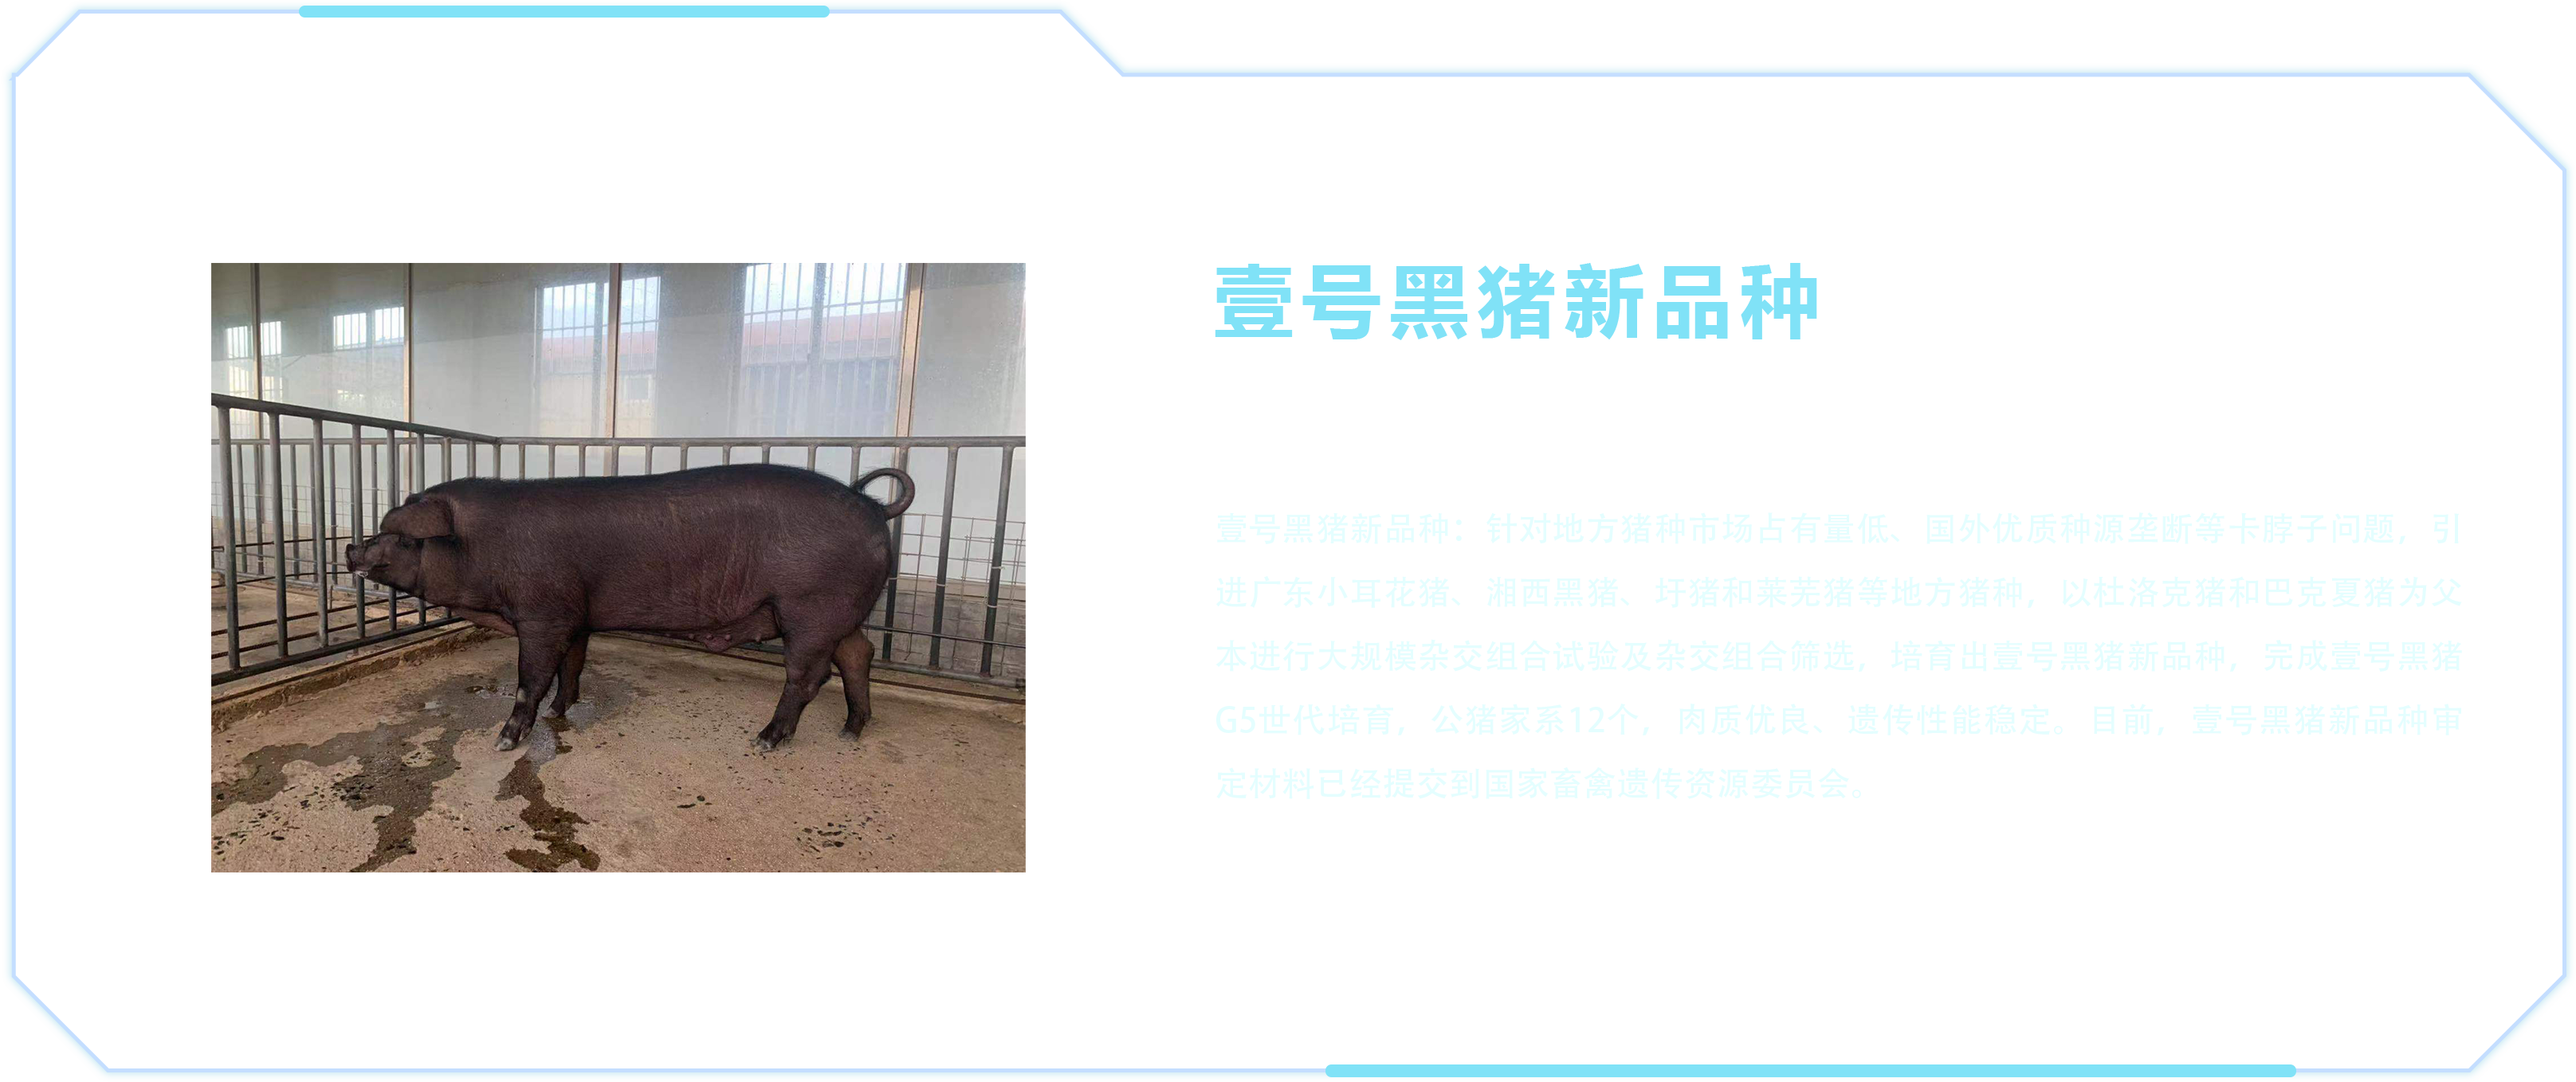 壹号黑猪新品种
壹号黑猪新品种：针对地方猪种市场占有量低、国外优质种源垄断等卡脖子问题，引
进广东小耳花猪、湘西黑猪、圩猪和莱芜猪等地方猪种，以杜洛克猪和巴克夏猪为父
本进行大规模杂交组合试验及杂交组合筛选，培育出壹号黑猪新品种，完成壹号黑猪
G5世代培育，公猪家系12个，肉质优良、遗传性能稳定。目前，壹号黑猪新品种审
定材料已经提交到国家畜禽遗传资源委员会。